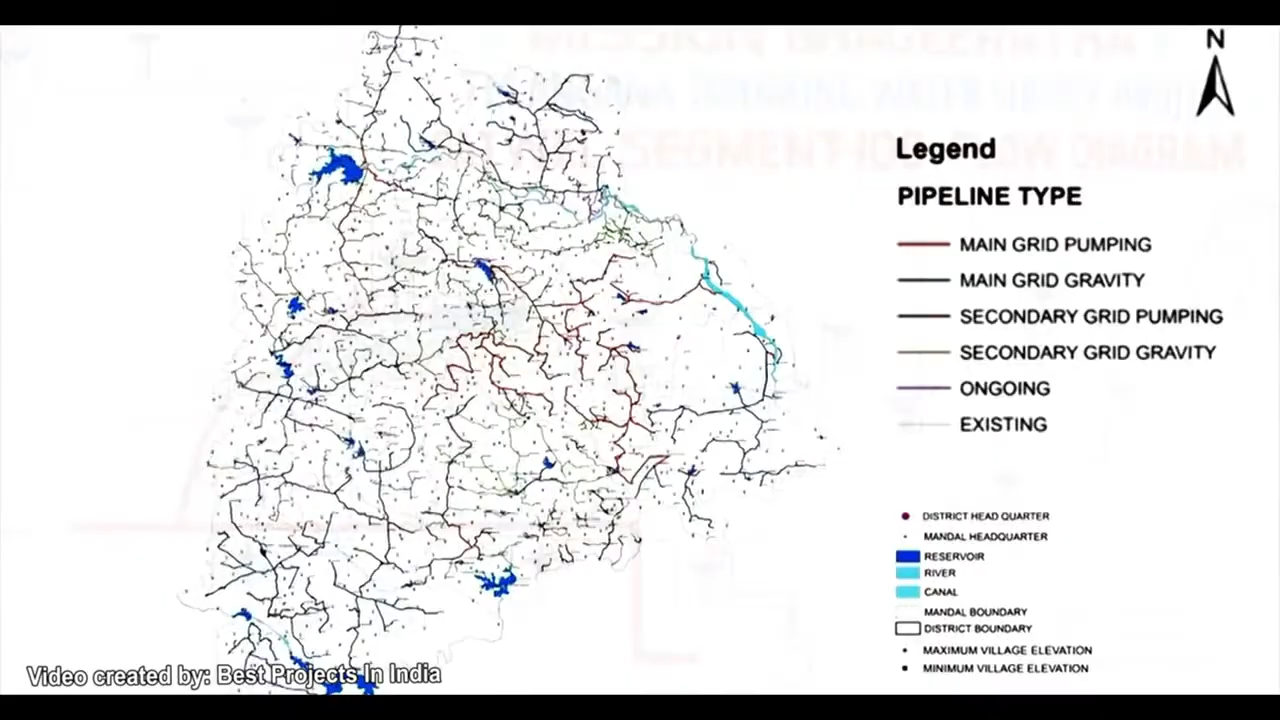 N
Legend
PIPELINE TYPE
MAIN GRID PUMPING
MAIN GRID GRAVITY
SECONDARY GRID PUMPING
SECONDARY GRID GRAVITY
ONGOING
EXISTING
DISTRICT HEAD QUARTER
MANDAL HEADQUARTER
RESERVOIR
RIVER
CANAL
MANDAL BOUNDARY
DISTRICT BOUNDARY
MAXIMUM VILLAGE ELEVATION
MINIMUM VILLAGE ELEVATION
Video created by: Best Projects In India